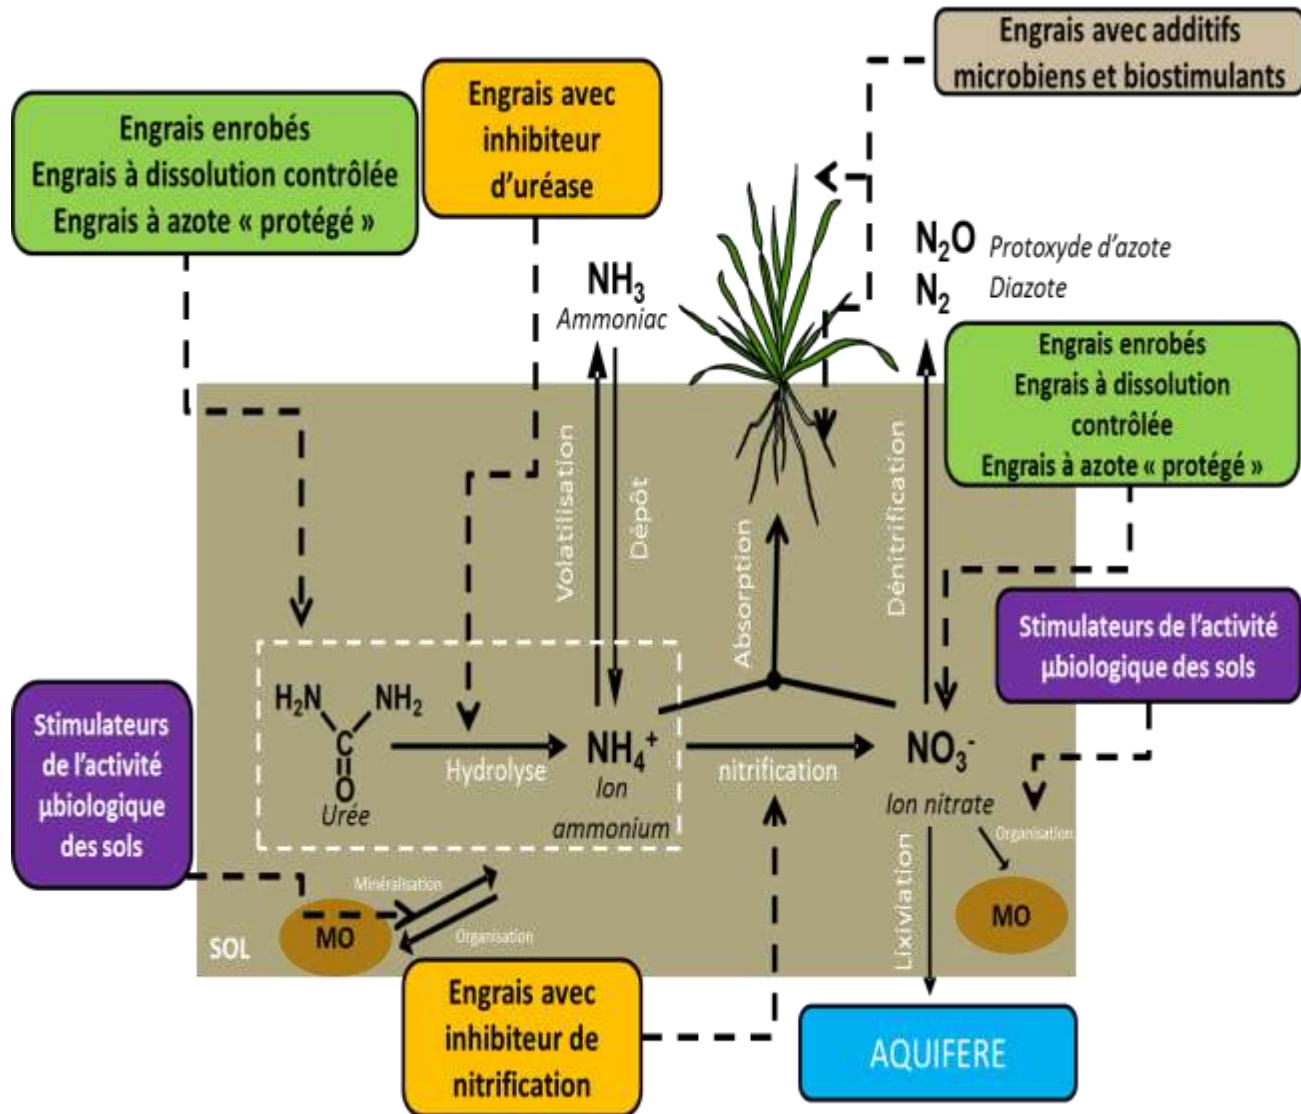 Engrais avec additifs
microbiens et biostimulants
Engrais enrobés
Engrais à dissolution contrôlée
Engrais à azote « protégé »
Engrais avec
inhibiteur
d’uréase
NH3
Ammoniac
N2O Protoxyde d’azote
N2 Diazote
Engrais enrobés
Engrais à dissolution
contrôlée
Engrais à azote « protégé »
Volatilisation
Dépôt
Absorption
Dénitrification
Stimulateurs de l’activité
µbiologique des sols
Stimulateurs
de l’activité
µbiologique
des sols
H2N
NH2
C
O
Urée
Hydrolyse
NH4+
Ion
ammonium
nitrification
NO3-
Ion nitrate
Organisation
MO
Lixiviation
Minéralisation
Organisation
MO
SOL
Engrais avec
inhibiteur de
nitrification
AQUIFERE